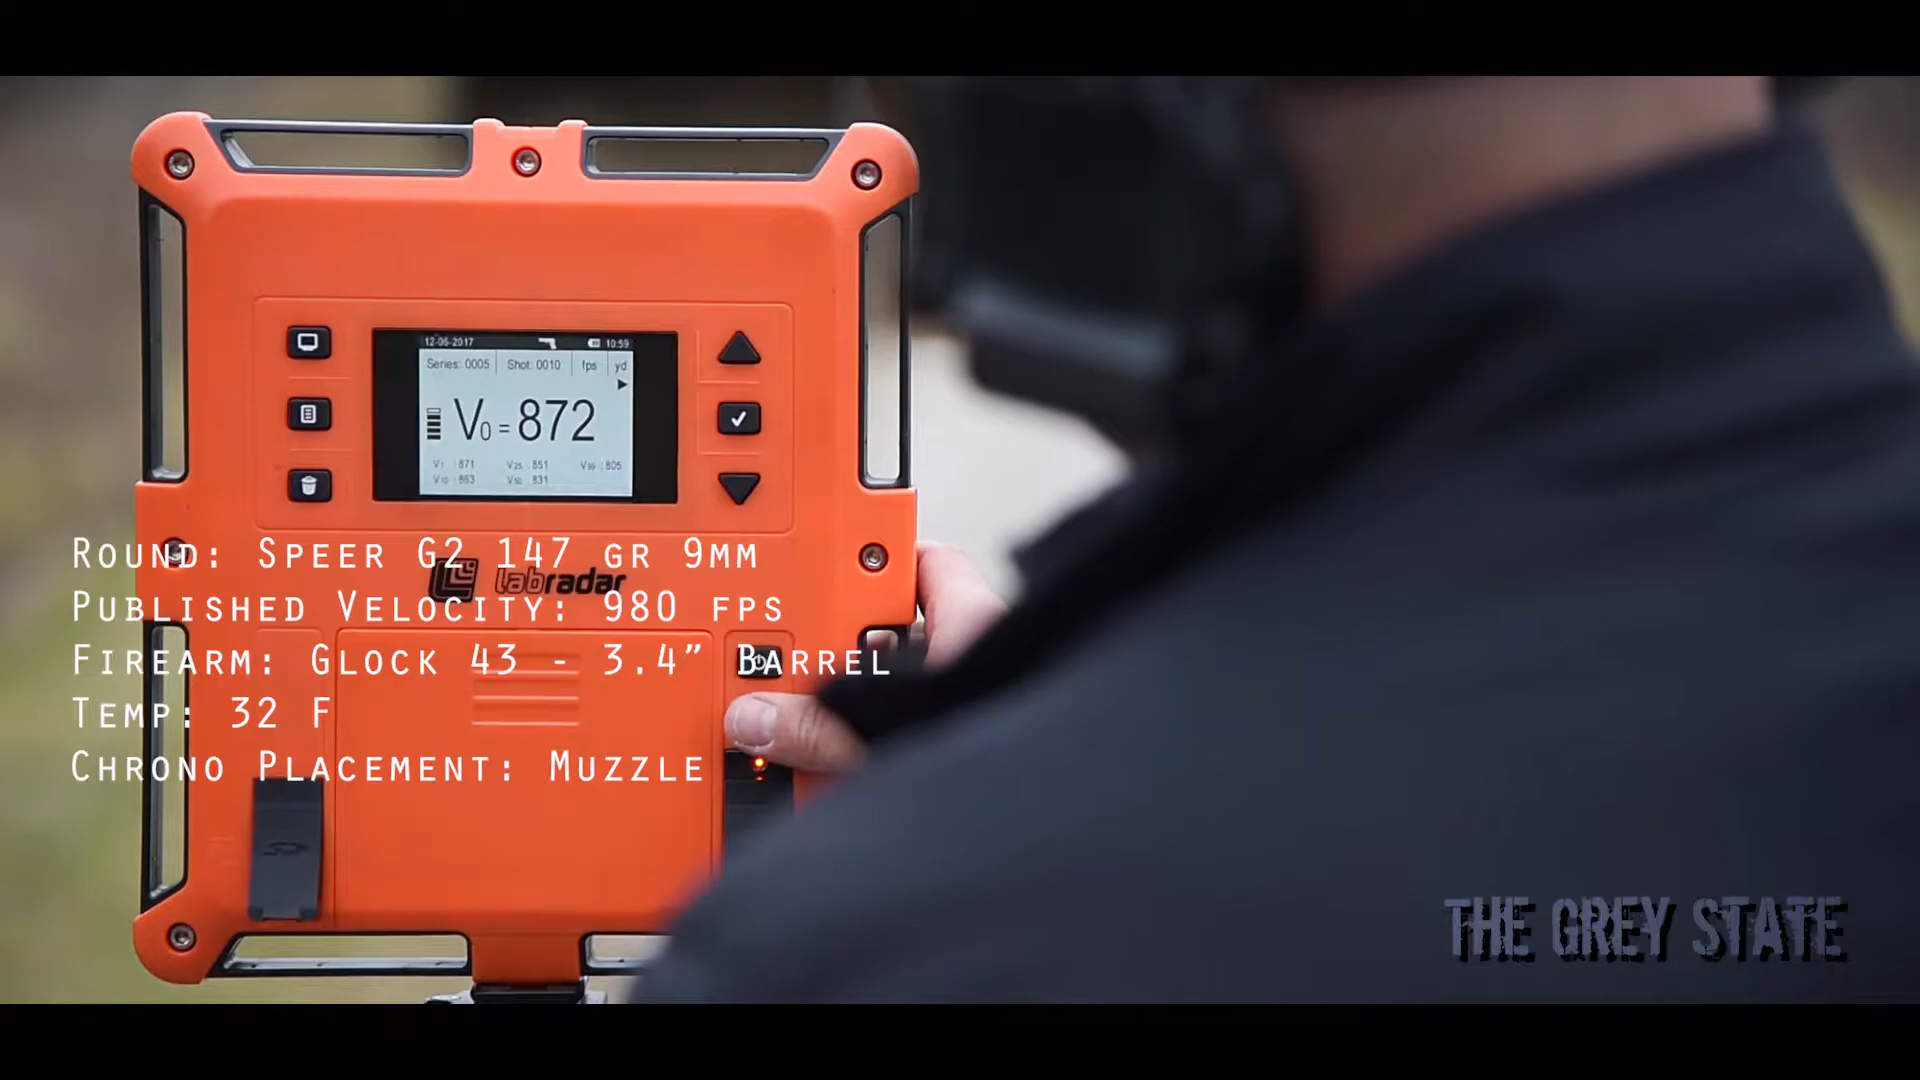 12-06-2017 10:59
Series: 0005 Shot: 0010 fps yd
V0 = 872
V1 : 871 V25 : 851 V99 : 805
V10 : 863 V50 : 831
Round: Speer G2 147 gr 9mm
labradar
Published Velocity: 980 fps
Firearm: Glock 43 - 3.4” Barrel
Temp: 32 F
Chrono Placement: Muzzle
THE GREY STATE